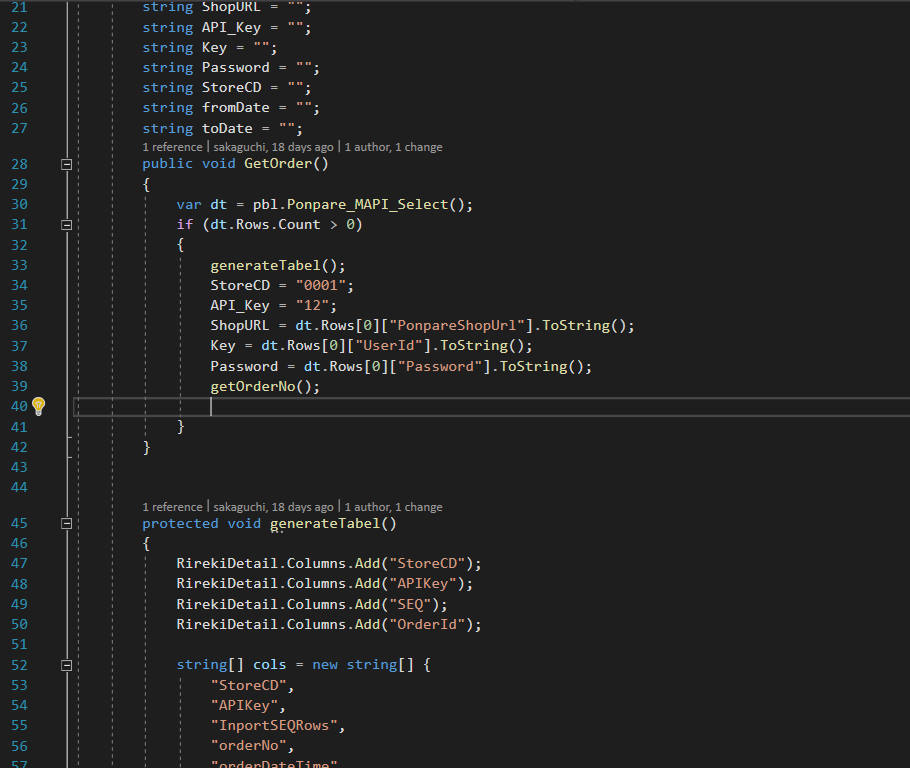 21 string ShopURL = "";
22 string API_Key = "";
23 string Key = "";
24 string Password = "";
25 string StoreCD = "";
26 string fromDate = "";
27 string toDate = "";
1 reference | sakaguchi, 18 days ago | 1 author, 1 change
28 public void GetOrder()
29 {
30 var dt = pbl.Ponpare_MAPI_Select();
31 if (dt.Rows.Count > 0)
32 {
33 generateTabel();
34 StoreCD = "0001";
35 API_Key = "12";
36 ShopURL = dt.Rows[0]["PonpareShopUrl"].ToString();
37 Key = dt.Rows[0]["UserId"].ToString();
38 Password = dt.Rows[0]["Password"].ToString();
39 getOrderNo();
40
41 }
42 }
43
44
1 reference | sakaguchi, 18 days ago | 1 author, 1 change
45 protected void generateTabel()
46 {
47 RirekiDetail.Columns.Add("StoreCD");
48 RirekiDetail.Columns.Add("APIKey");
49 RirekiDetail.Columns.Add("SEQ");
50 RirekiDetail.Columns.Add("OrderId");
51
52 string[] cols = new string[] {
53 "StoreCD",
54 "APIKey",
55 "InportSEQRows",
56 "orderNo",
57 "orderDateTime"